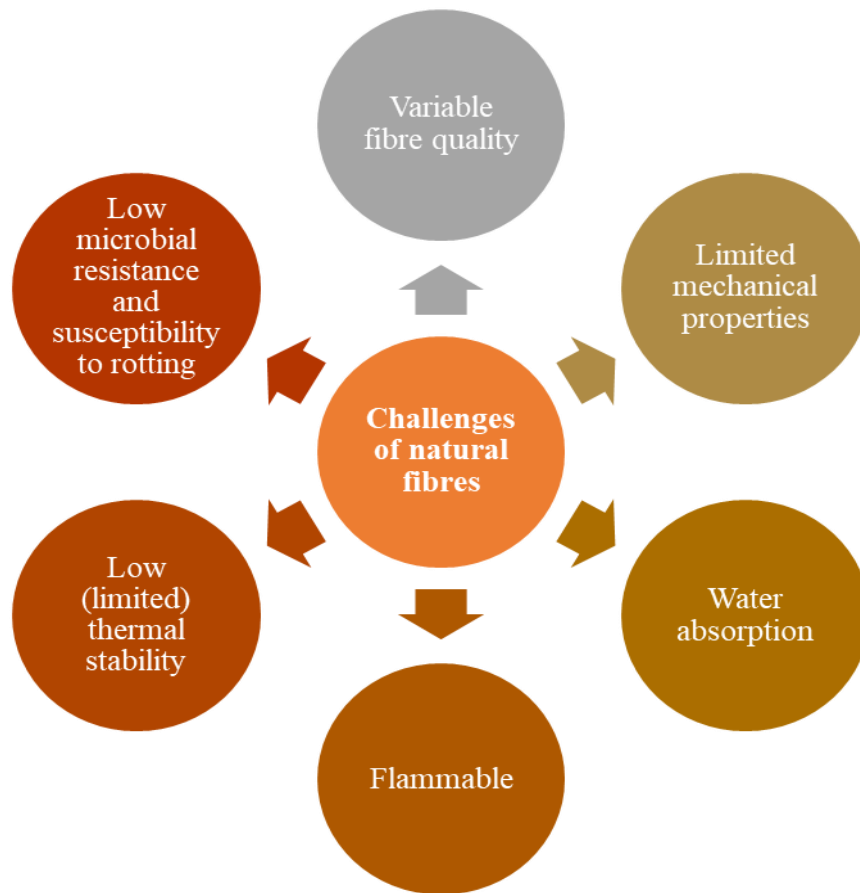 Variable
fibre quality
Low
microbial
resistance
and
susceptibility
to rotting
Limited
mechanical
properties
Challenges
of natural
fibres
Low
(limited)
thermal
stability
Water
absorption
Flammable